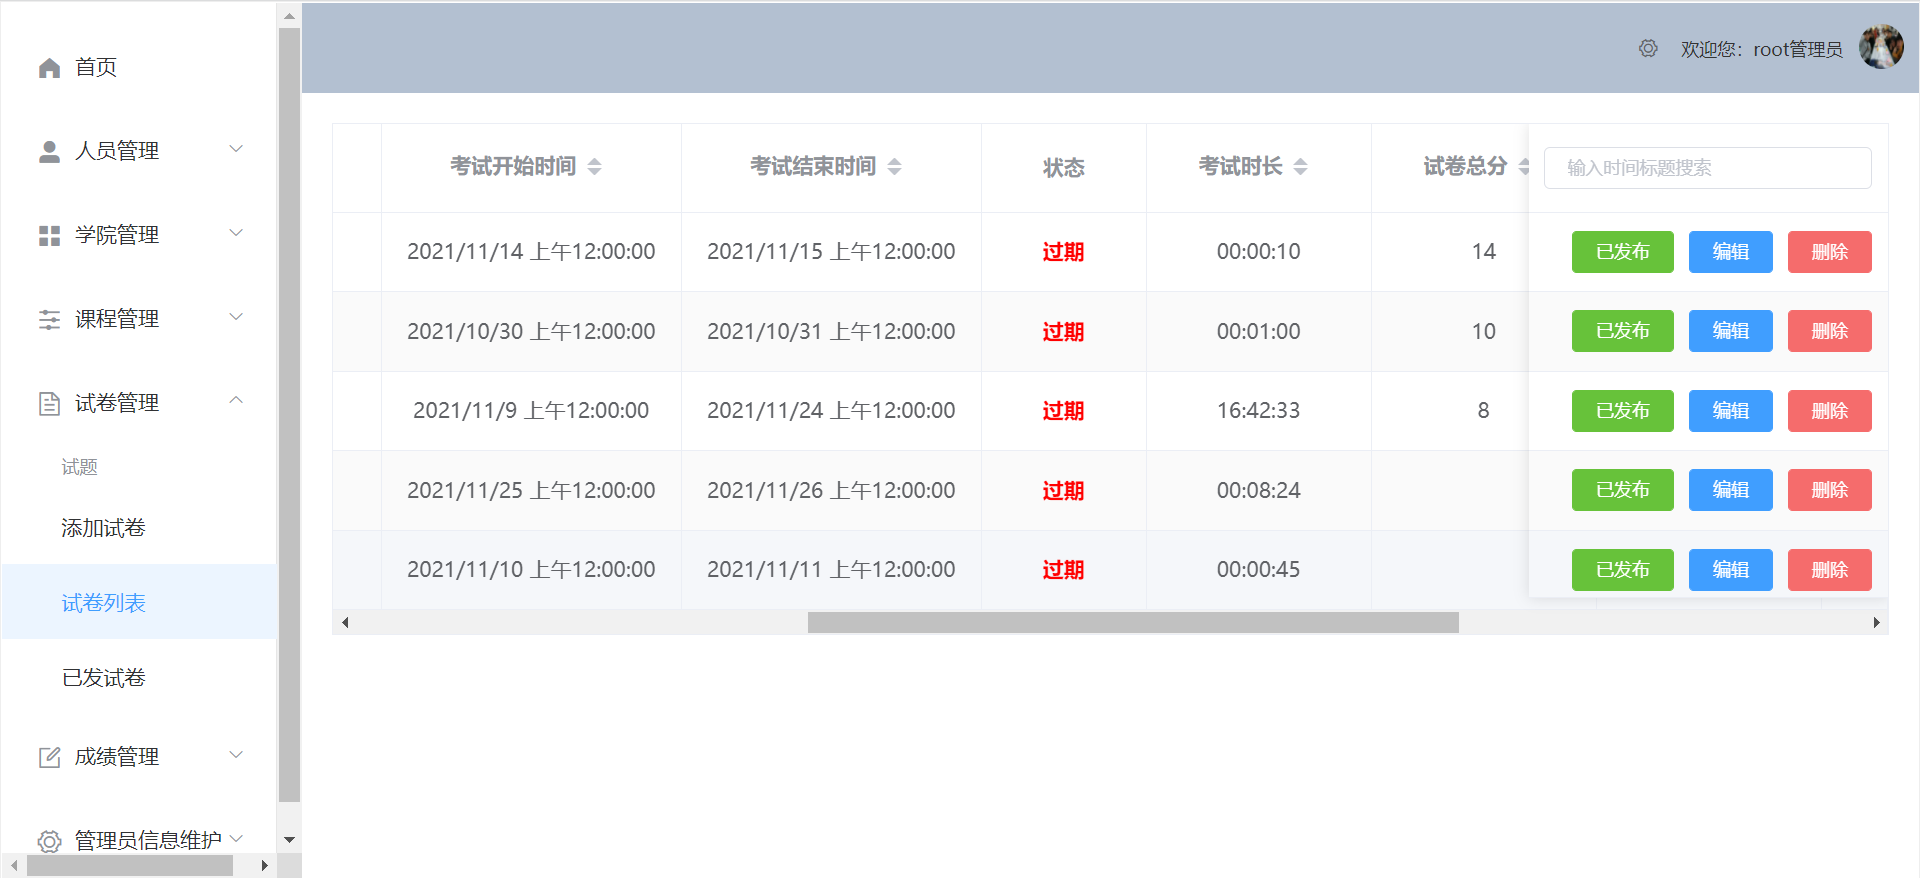 首页
人员管理
学院管理
课程管理
试卷管理
试题
添加试卷
试卷列表
已发试卷
成绩管理
管理员信息维护
欢迎您：root管理员
考试开始时间 考试结束时间 状态 考试时长 试卷总分 输入时间标题搜索
2021/11/14 上午12:00:00 2021/11/15 上午12:00:00 过期 00:00:10 14 已发布 编辑 删除
2021/10/30 上午12:00:00 2021/10/31 上午12:00:00 过期 00:01:00 10 已发布 编辑 删除
2021/11/9 上午12:00:00 2021/11/24 上午12:00:00 过期 16:42:33 8 已发布 编辑 删除
2021/11/25 上午12:00:00 2021/11/26 上午12:00:00 过期 00:08:24 已发布 编辑 删除
2021/11/10 上午12:00:00 2021/11/11 上午12:00:00 过期 00:00:45 已发布 编辑 删除